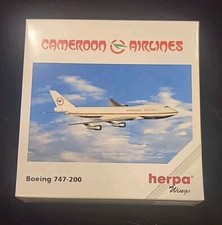 CAMEROON AIRLINES
Boeing 747-200
herpa
Wings